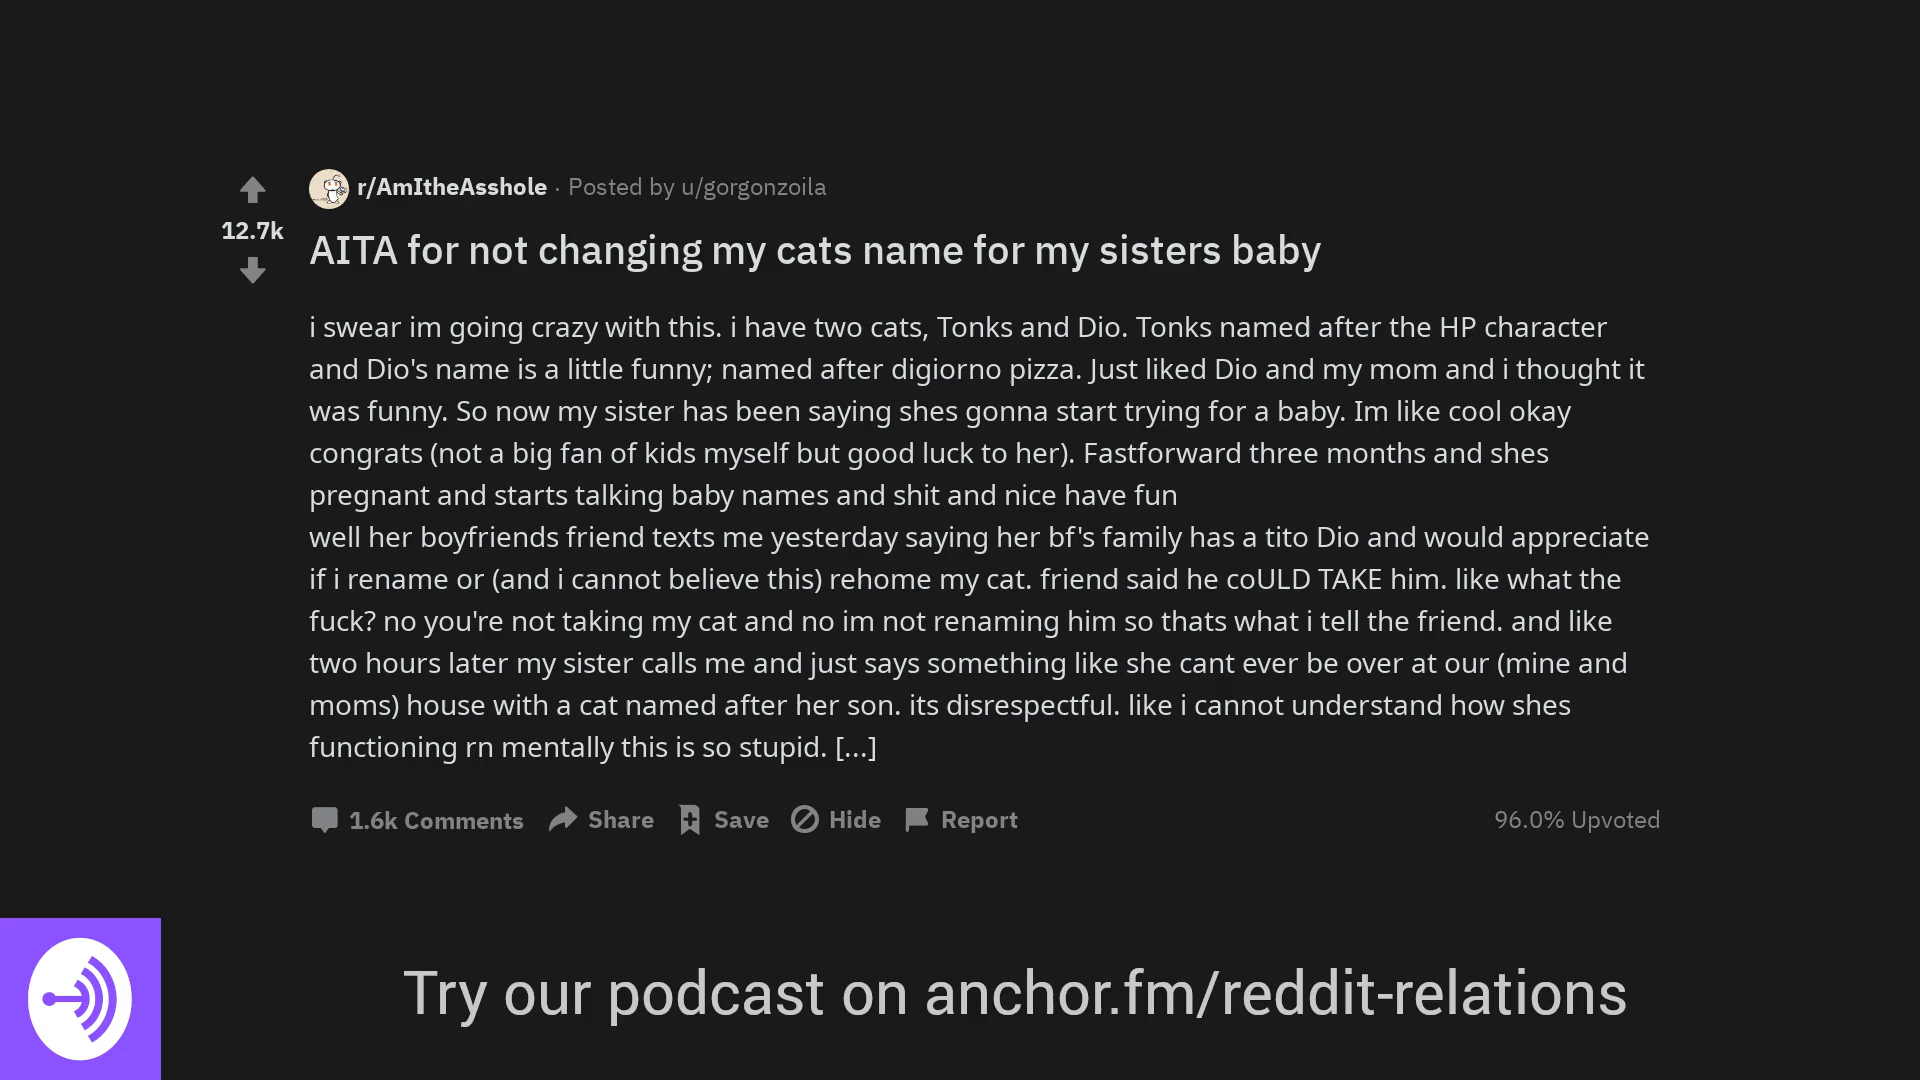 r/AmItheAsshole · Posted by u/gorgonzoila
12.7k
AITA for not changing my cats name for my sisters baby
i swear im going crazy with this. i have two cats, Tonks and Dio. Tonks named after the HP character
and Dio's name is a little funny; named after digiorno pizza. Just liked Dio and my mom and i thought it
was funny. So now my sister has been saying shes gonna start trying for a baby. Im like cool okay
congrats (not a big fan of kids myself but good luck to her). Fastforward three months and shes
pregnant and starts talking baby names and shit and nice have fun
well her boyfriends friend texts me yesterday saying her bf's family has a tito Dio and would appreciate
if i rename or (and i cannot believe this) rehome my cat. friend said he coULD TAKE him. like what the
fuck? no you're not taking my cat and no im not renaming him so thats what i tell the friend. and like
two hours later my sister calls me and just says something like she cant ever be over at our (mine and
moms) house with a cat named after her son. its disrespectful. like i cannot understand how shes
functioning rn mentally this is so stupid. [...]
1.6k Comments Share Save Hide Report 96.0% Upvoted
Try our podcast on anchor.fm/reddit-relations